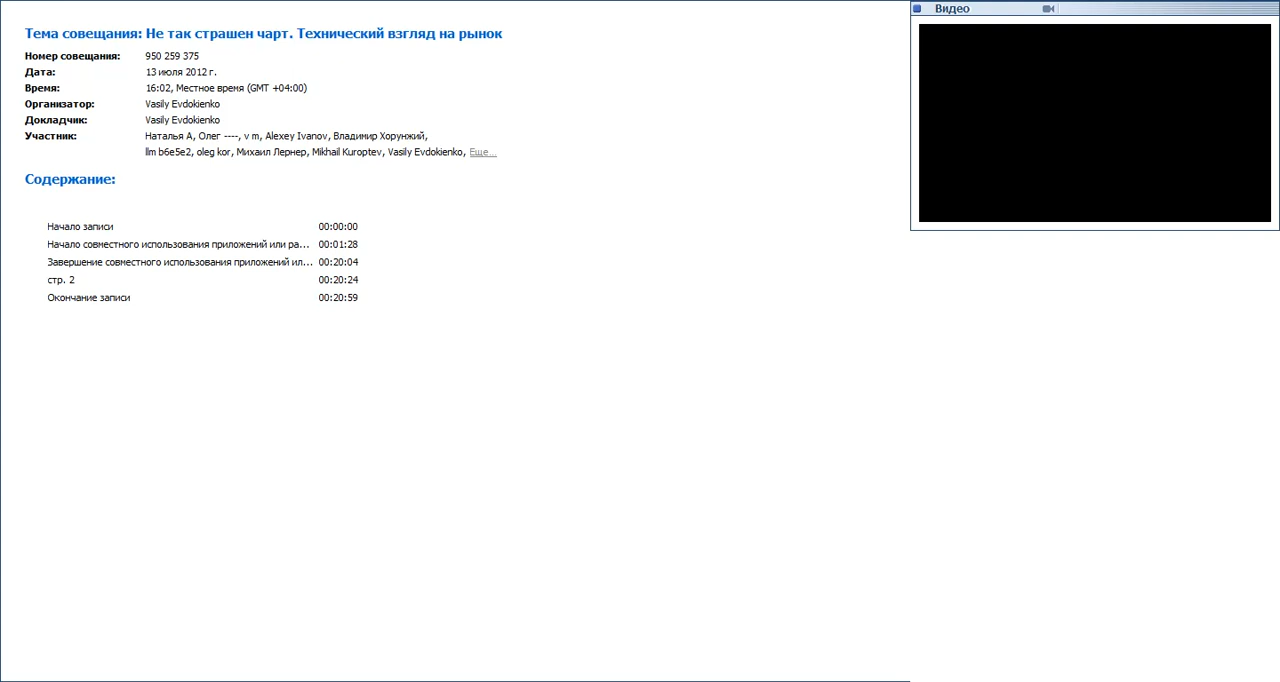 Видео
Тема совещания: Не так страшен чарт. Технический взгляд на рынок
Номер совещания: 950 259 375
Дата: 13 июля 2012 г.
Время: 16:02, Местное время (GMT +04:00)
Организатор: Vasily Evdokienko
Докладчик: Vasily Evdokienko
Участник: Наталья А, Олег ----, v m, Alexey Ivanov, Владимир Хорунжий,
llm b6e5e2, oleg kor, Михаил Лернер, Mikhail Kuroptev, Vasily Evdokienko, Еще...
Содержание:
Начало записи 00:00:00
Начало совместного использования приложений или ра... 00:01:28
Завершение совместного использования приложений ил... 00:20:04
стр. 2 00:20:24
Окончание записи 00:20:59